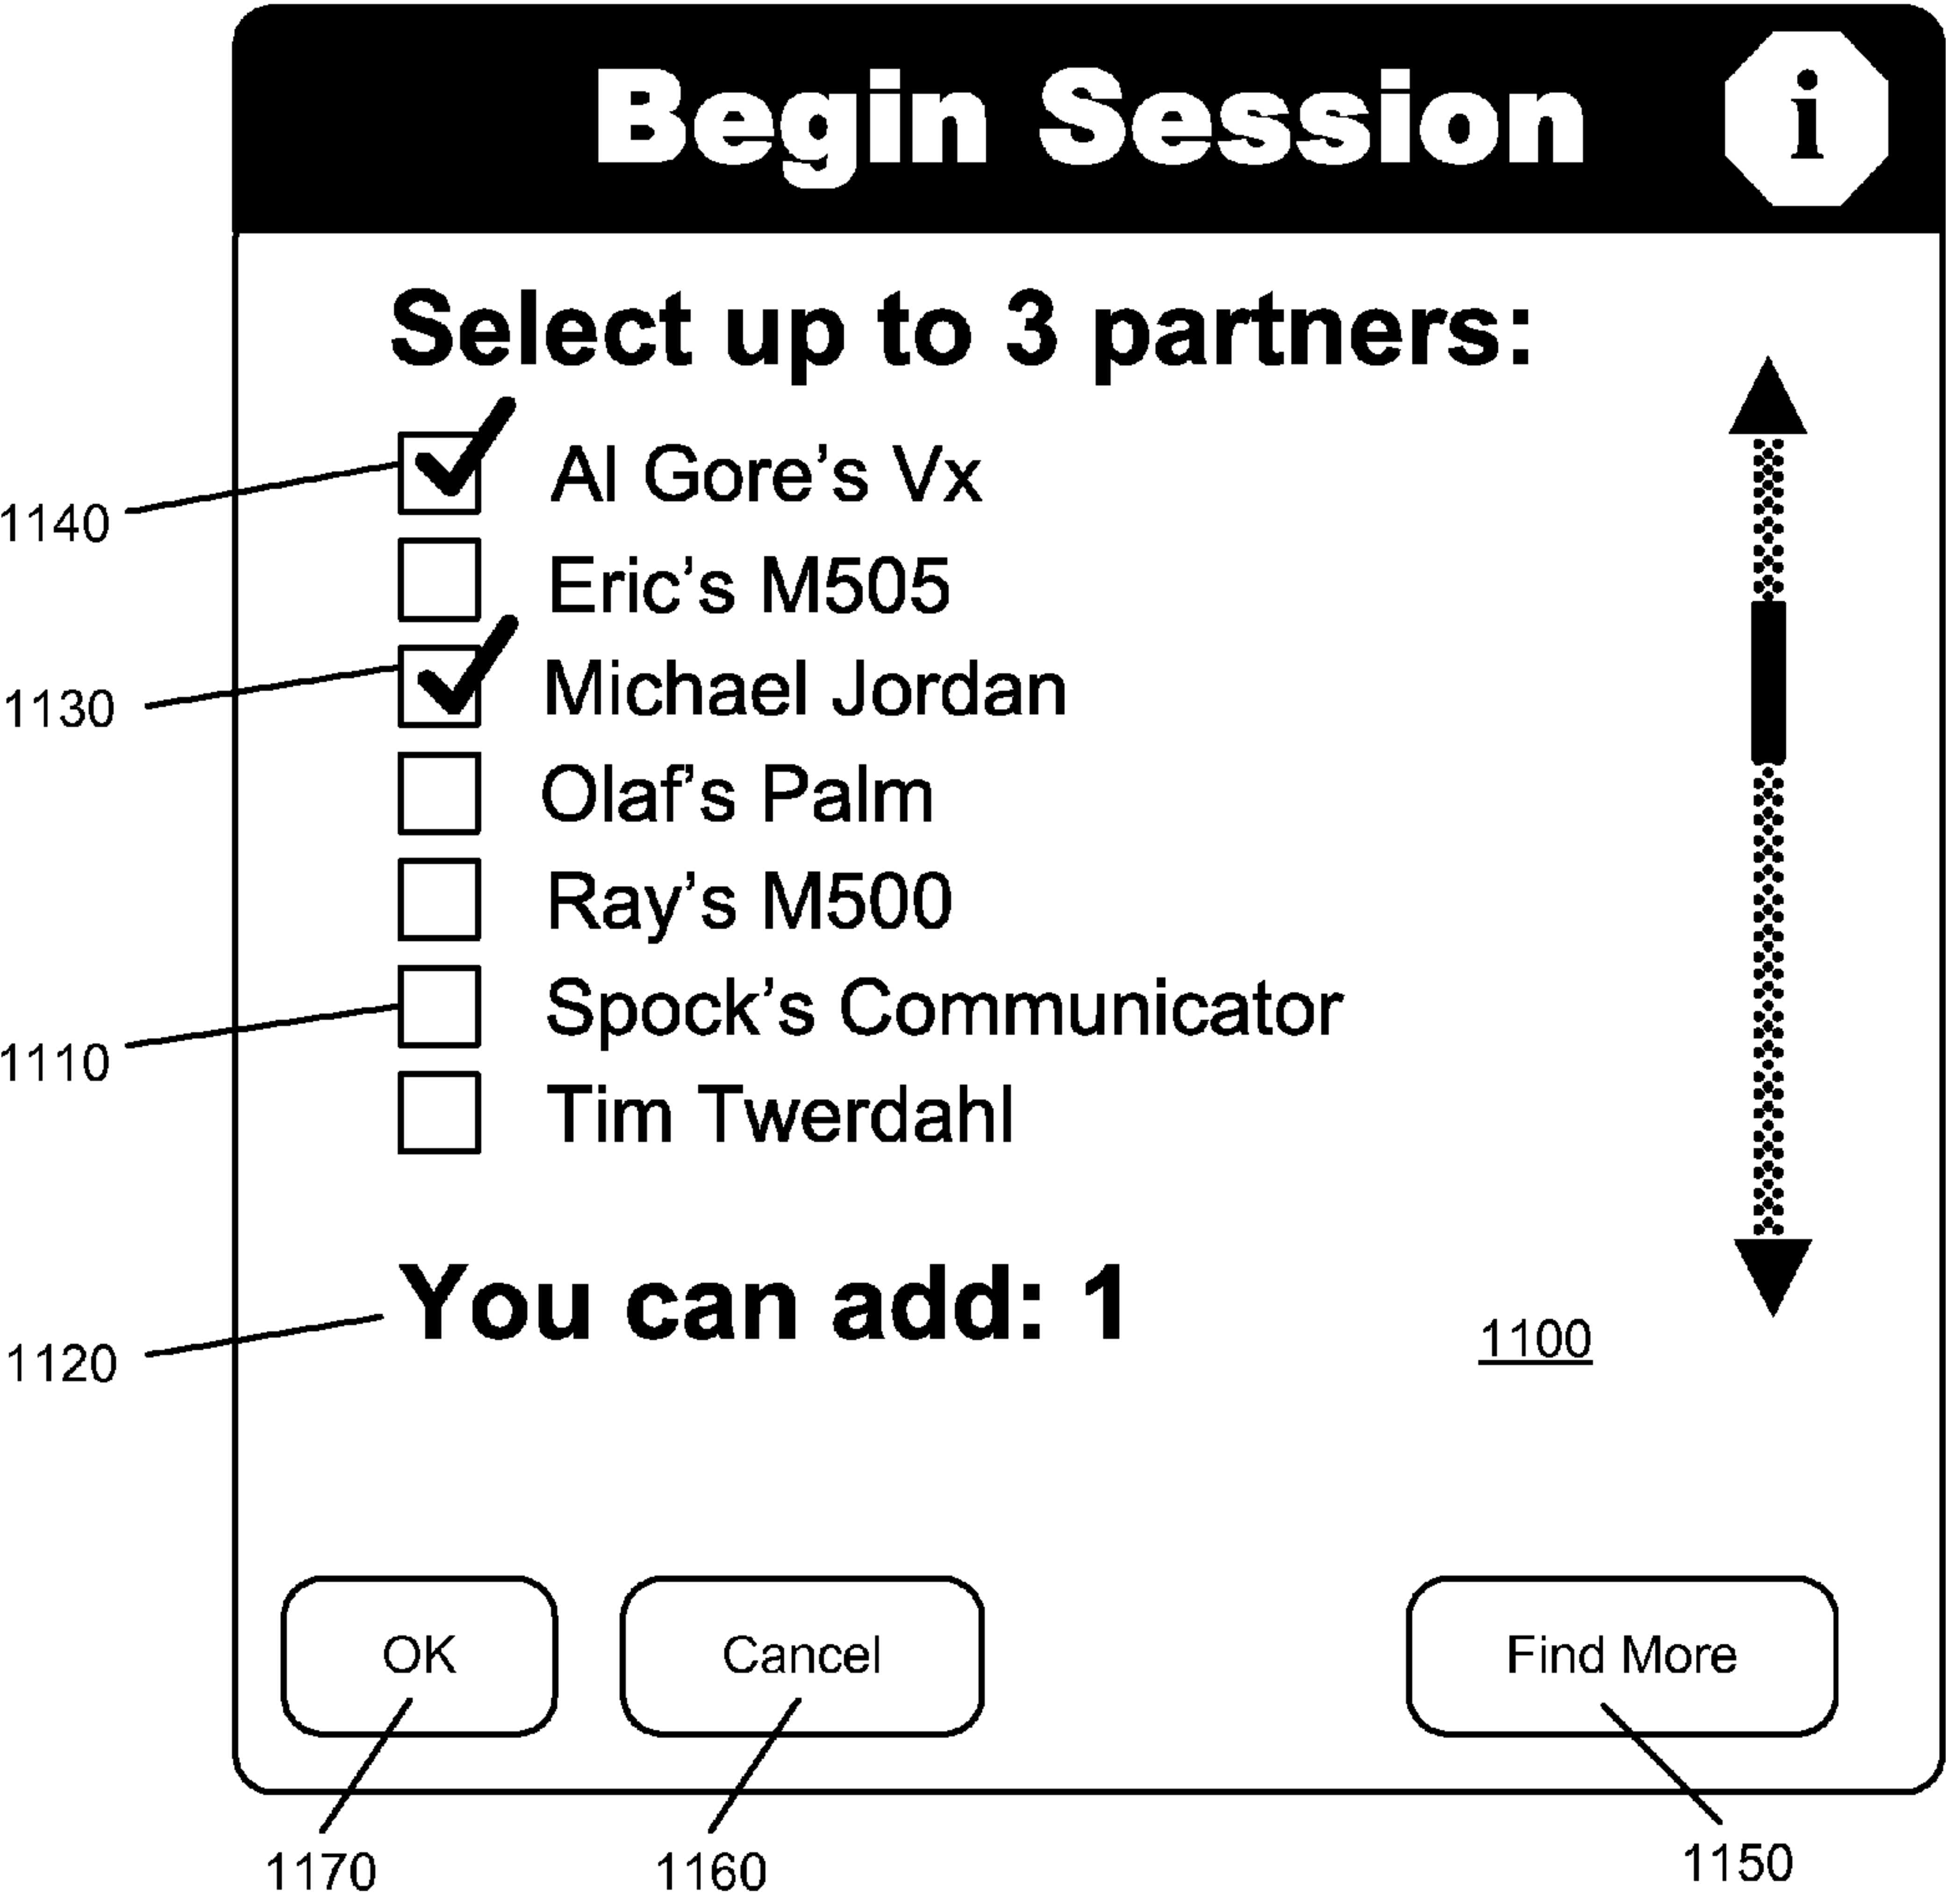 Begin Session i
Select up to 3 partners:
1140 Al Gore’s Vx
Eric’s M505
1130 Michael Jordan
Olaf’s Palm
Ray’s M500
1110 Spock’s Communicator
Tim Twerdahl
1120 You can add: 1
1100
OK Cancel Find More
1170 1160 1150